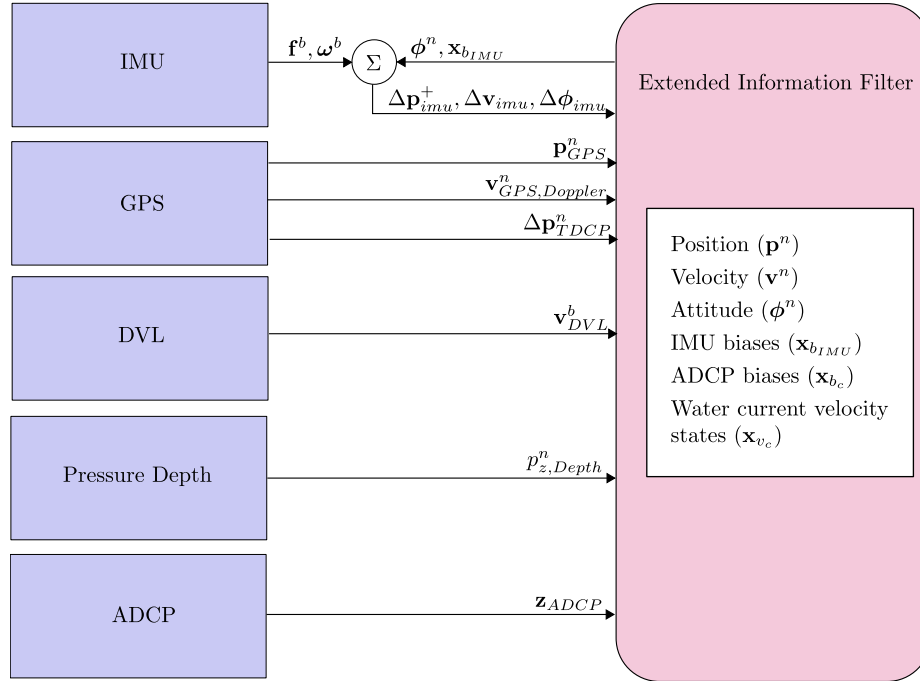 IMU
f^b, ω^b
Σ
ϕ^n, x_{b_{IMU}}
Δp^+_{imu}, Δv_{imu}, Δϕ_{imu}
Extended Information Filter
GPS
p^n_{GPS}
v^n_{GPS,Doppler}
Δp^n_{TDCP}
DVL
v^b_{DVL}
Pressure Depth
p^n_{z,Depth}
ADCP
z_{ADCP}
Position (p^n)
Velocity (v^n)
Attitude (ϕ^n)
IMU biases (x_{b_{IMU}})
ADCP biases (x_{b_c})
Water current velocity
states (x_{v_c})